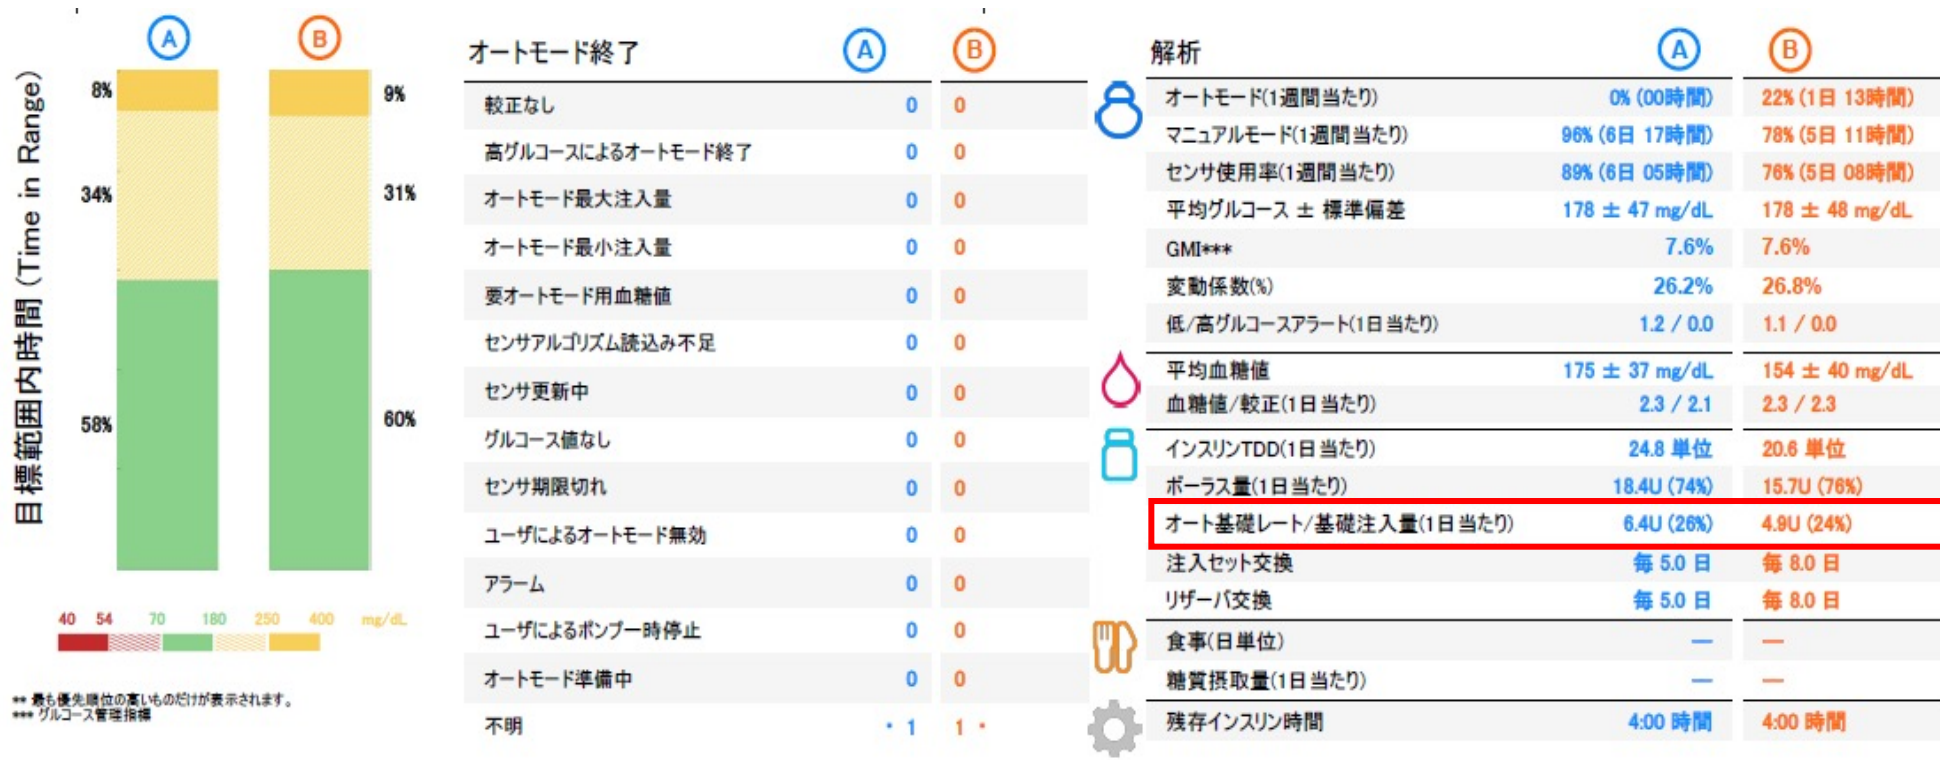 目標範囲内時間 (Time in Range)
A B
8% 9%
34% 31%
58% 60%
40 54 70 180 250 400 mg/dL
** 最も優先順位の高いものだけが表示されます。
*** グルコース管理指標
オートモード終了 A B
較正なし 0 0
高グルコースによるオートモード終了 0 0
オートモード最大注入量 0 0
オートモード最小注入量 0 0
要オートモード用血糖値 0 0
センサアルゴリズム読込み不足 0 0
センサ更新中 0 0
グルコース値なし 0 0
センサ期限切れ 0 0
ユーザによるオートモード無効 0 0
アラーム 0 0
ユーザによるポンプ一時停止 0 0
オートモード準備中 0 0
不明 1 1
解析 A B
オートモード(1週間当たり) 0% (00時間) 22% (1日 13時間)
マニュアルモード(1週間当たり) 96% (6日 17時間) 78% (5日 11時間)
センサ使用率(1週間当たり) 89% (6日 05時間) 76% (5日 08時間)
平均グルコース ± 標準偏差 178 ± 47 mg/dL 178 ± 48 mg/dL
GMI*** 7.6% 7.6%
変動係数(%) 26.2% 26.8%
低/高グルコースアラート(1日当たり) 1.2 / 0.0 1.1 / 0.0
平均血糖値 175 ± 37 mg/dL 154 ± 40 mg/dL
血糖値/較正(1日当たり) 2.3 / 2.1 2.3 / 2.3
インスリンTDD(1日当たり) 24.8 単位 20.6 単位
ボーラス量(1日当たり) 18.4U (74%) 15.7U (76%)
オート基礎レート/基礎注入量(1日当たり) 6.4U (26%) 4.9U (24%)
注入セット交換 毎 5.0 日 毎 8.0 日
リザーバ交換 毎 5.0 日 毎 8.0 日
食事(日単位) — —
糖質摂取量(1日当たり) — —
残存インスリン時間 4:00 時間 4:00 時間